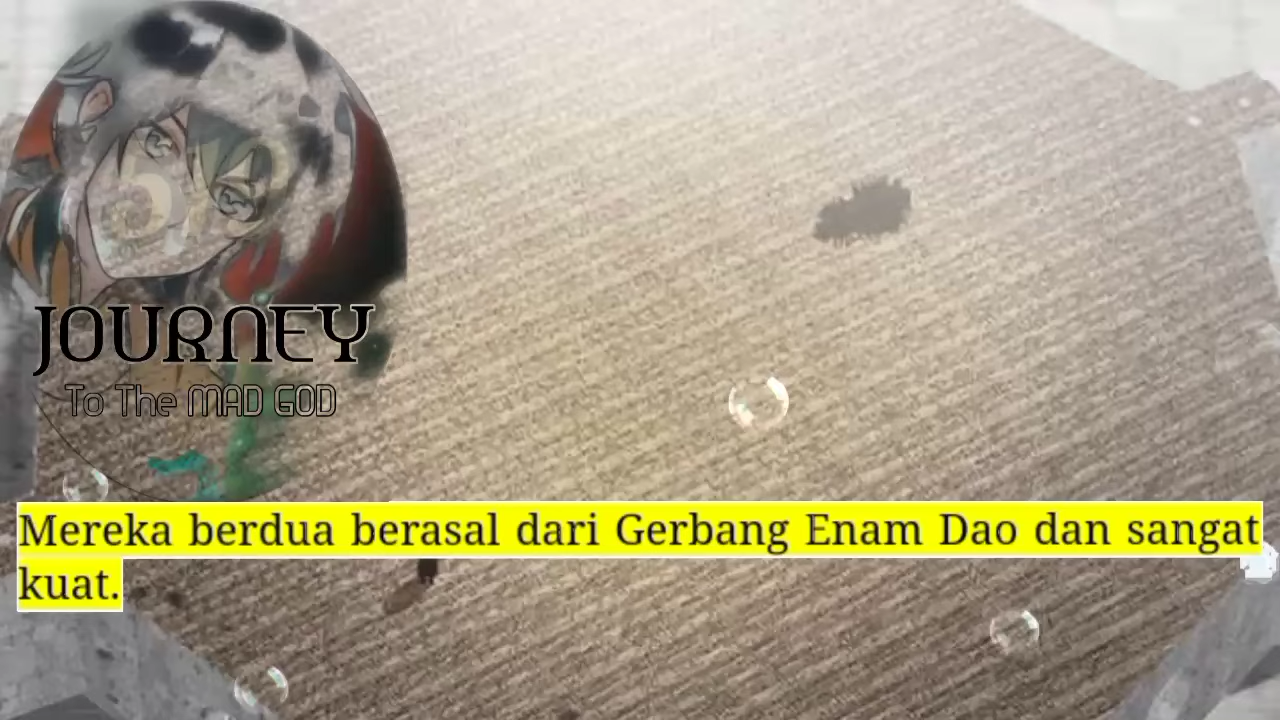 JOURNEY
To The MAD GOD
Mereka berdua berasal dari Gerbang Enam Dao dan sangat
kuat.